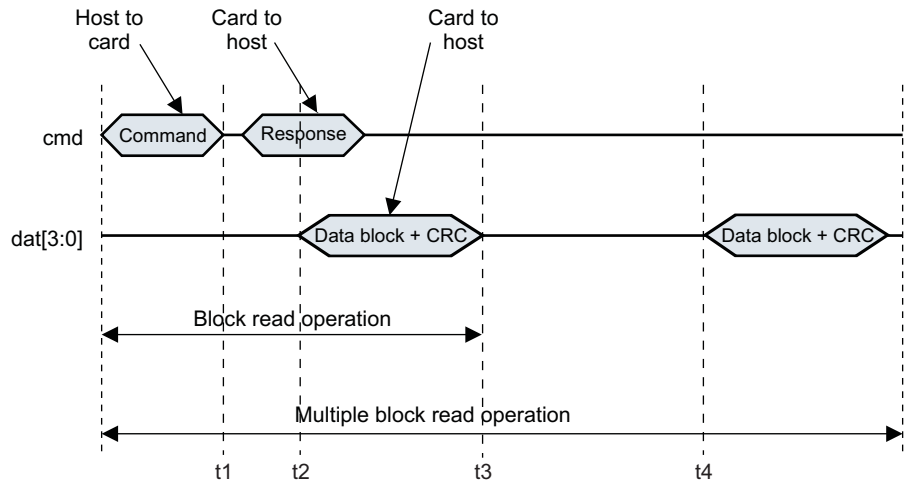 Host to
card
Card to
host
Card to
host
cmd
Command
Response
dat[3:0]
Data block + CRC
Data block + CRC
Block read operation
Multiple block read operation
t1
t2
t3
t4